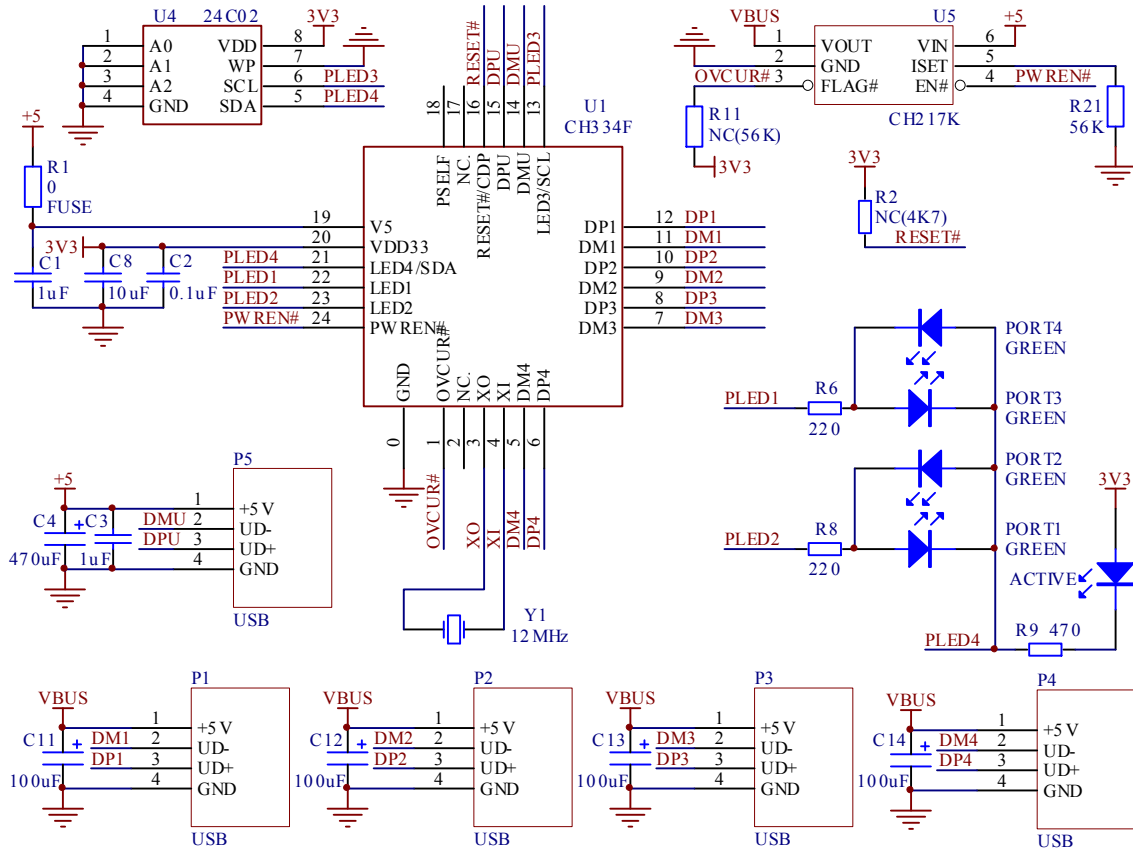 U4
24C02
1 A0 VDD 8 3V3
2 A1 WP 7
3 A2 SCL 6 PLED3
4 GND SDA 5 PLED4
RESET#
DPU
DMU
PLED3
18 17 16 15 14 13
PSELF
NC.
RESET#/CDP
DPU
DMU
LED3/SCL
U1
CH334F
VBUS U5 +5
1 VOUT VIN 6
2 GND ISET 5
OVCUR# 3 FLAG# EN# 4 PWREN#
CH217K
R11
NC(56K)
3V3
R21
56K
+5
R1
0
FUSE
3V3
R2
NC(4K7)
RESET#
19 V5
3V3 20 VDD33
PLED4 21 LED4/SDA
PLED1 22 LED1
PLED2 23 LED2
PWREN# 24 PWREN#
C1
1uF
C8
10uF
C2
0.1uF
DP1 12 DP1
DM1 11 DM1
DP2 10 DP2
DM2 9 DM2
DP3 8 DP3
DM3 7 DM3
GND
OVCUR#
NC.
XO
XI
DM4
DP4
0 1 2 3 4 5 6
OVCUR#
XO
XI
DM4
DP4
Y1
12MHz
PORT4
GREEN
PLED1 R6
220
PORT3
GREEN
PORT2
GREEN
PLED2 R8
220
PORT1
GREEN
3V3
ACTIVE
PLED4 R9 470
P5
+5
1 +5V
DMU 2 UD-
DPU 3 UD+
4 GND
C4
+
470uF
C3
1uF
USB
P1
VBUS
1 +5V
C11 + DM1 2 UD-
DP1 3 UD+
100uF 4 GND
USB
P2
VBUS
1 +5V
C12 + DM2 2 UD-
DP2 3 UD+
100uF 4 GND
USB
P3
VBUS
1 +5V
C13 + DM3 2 UD-
DP3 3 UD+
100uF 4 GND
USB
P4
VBUS
1 +5V
C14 + DM4 2 UD-
DP4 3 UD+
100uF 4 GND
USB